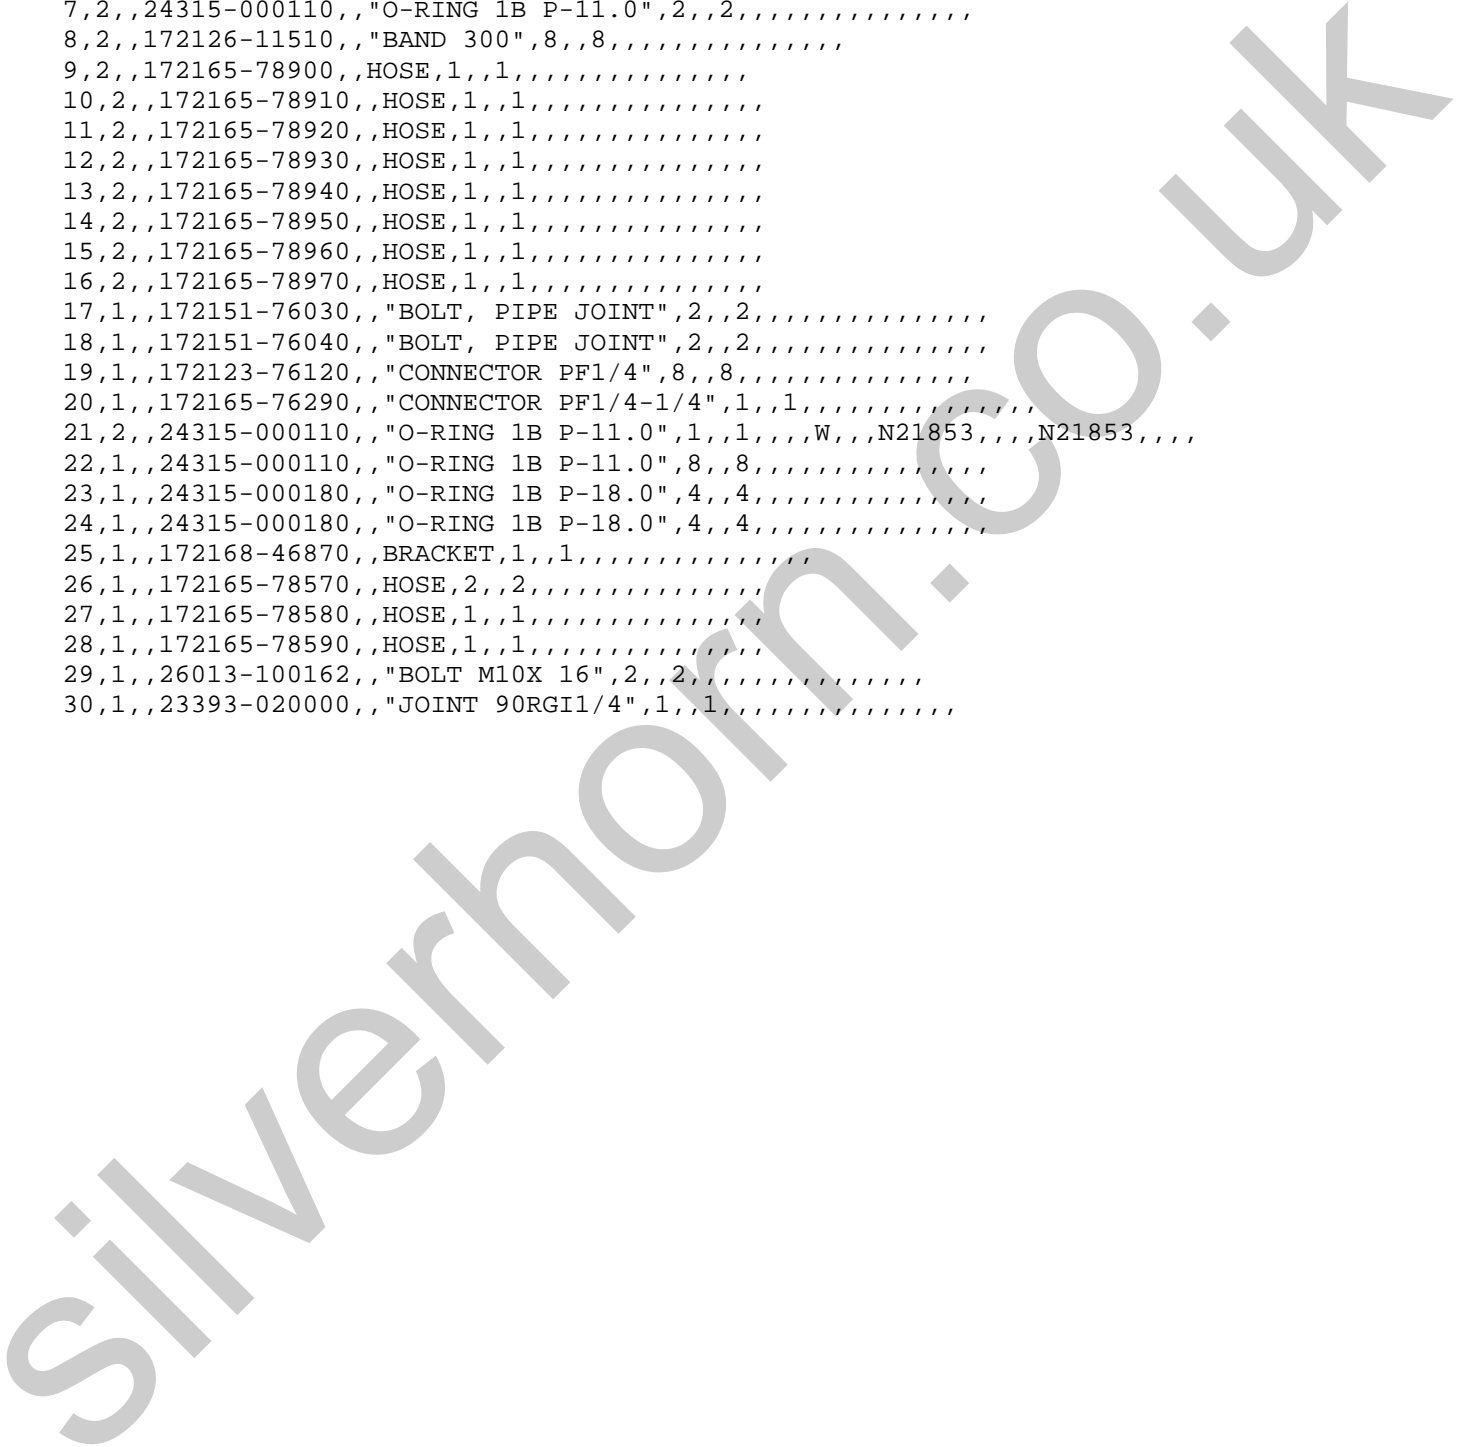 7,2,,24315-000110,,"O-RING 1B P-11.0",2,,2,,,,,,,,,,,,,,,
8,2,,172126-11510,,"BAND 300",8,,8,,,,,,,,,,,,,,,
9,2,,172165-78900,,HOSE,1,,1,,,,,,,,,,,,,,,
10,2,,172165-78910,,HOSE,1,,1,,,,,,,,,,,,,,,
11,2,,172165-78920,,HOSE,1,,1,,,,,,,,,,,,,,,
12,2,,172165-78930,,HOSE,1,,1,,,,,,,,,,,,,,,
13,2,,172165-78940,,HOSE,1,,1,,,,,,,,,,,,,,,
14,2,,172165-78950,,HOSE,1,,1,,,,,,,,,,,,,,,
15,2,,172165-78960,,HOSE,1,,1,,,,,,,,,,,,,,,
16,2,,172165-78970,,HOSE,1,,1,,,,,,,,,,,,,,,
17,1,,172151-76030,,"BOLT, PIPE JOINT",2,,2,,,,,,,,,,,,,,,
18,1,,172151-76040,,"BOLT, PIPE JOINT",2,,2,,,,,,,,,,,,,,,
19,1,,172123-76120,,"CONNECTOR PF1/4",8,,8,,,,,,,,,,,,,,,
20,1,,172165-76290,,"CONNECTOR PF1/4-1/4",1,,1,,,,,,,,,,,,,,,
21,2,,24315-000110,,"O-RING 1B P-11.0",1,,1,,,,W,,,N21853,,,,N21853,,,,
22,1,,24315-000110,,"O-RING 1B P-11.0",8,,8,,,,,,,,,,,,,,,
23,1,,24315-000180,,"O-RING 1B P-18.0",4,,4,,,,,,,,,,,,,,,
24,1,,24315-000180,,"O-RING 1B P-18.0",4,,4,,,,,,,,,,,,,,,
25,1,,172168-46870,,BRACKET,1,,1,,,,,,,,,,,,,,,
26,1,,172165-78570,,HOSE,2,,2,,,,,,,,,,,,,,,
27,1,,172165-78580,,HOSE,1,,1,,,,,,,,,,,,,,,
28,1,,172165-78590,,HOSE,1,,1,,,,,,,,,,,,,,,
29,1,,26013-100162,,"BOLT M10X 16",2,,2,,,,,,,,,,,,,,,
30,1,,23393-020000,,"JOINT 90RGI1/4",1,,1,,,,,,,,,,,,,,,
silverhorn.co.uk